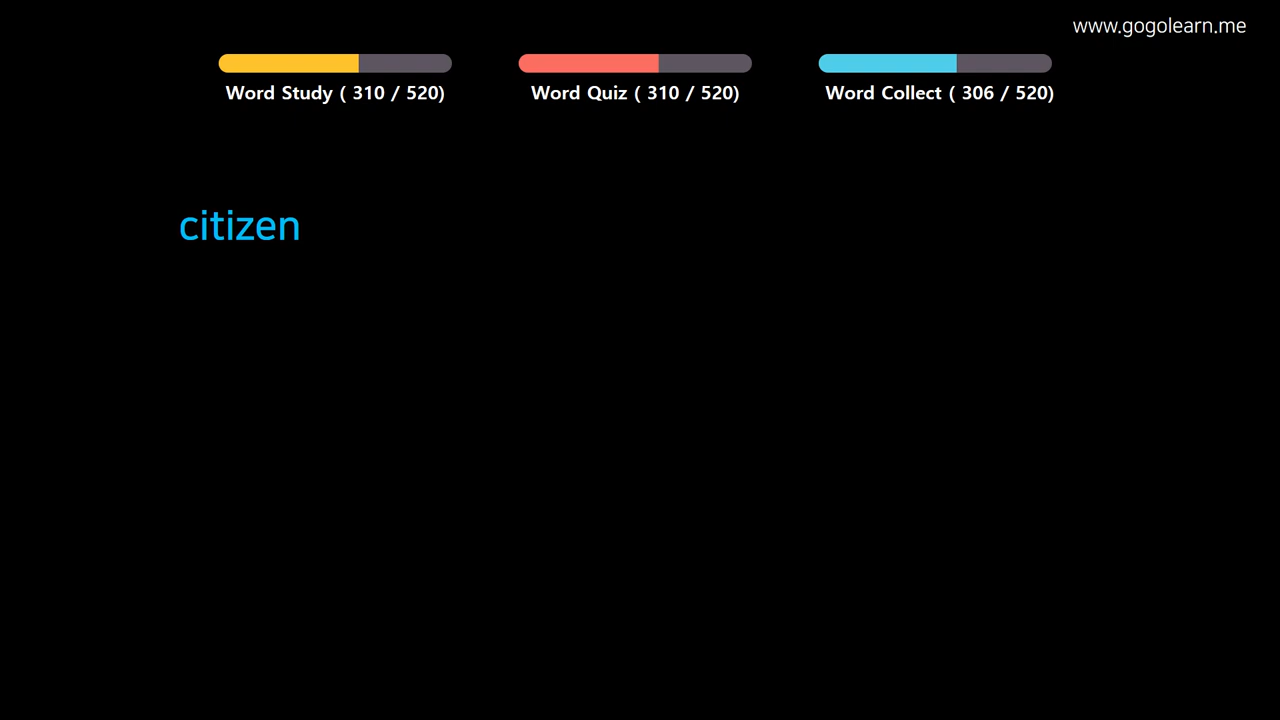 www.gogolearn.me
Word Study ( 310 / 520)
Word Quiz ( 310 / 520)
Word Collect ( 306 / 520)
citizen